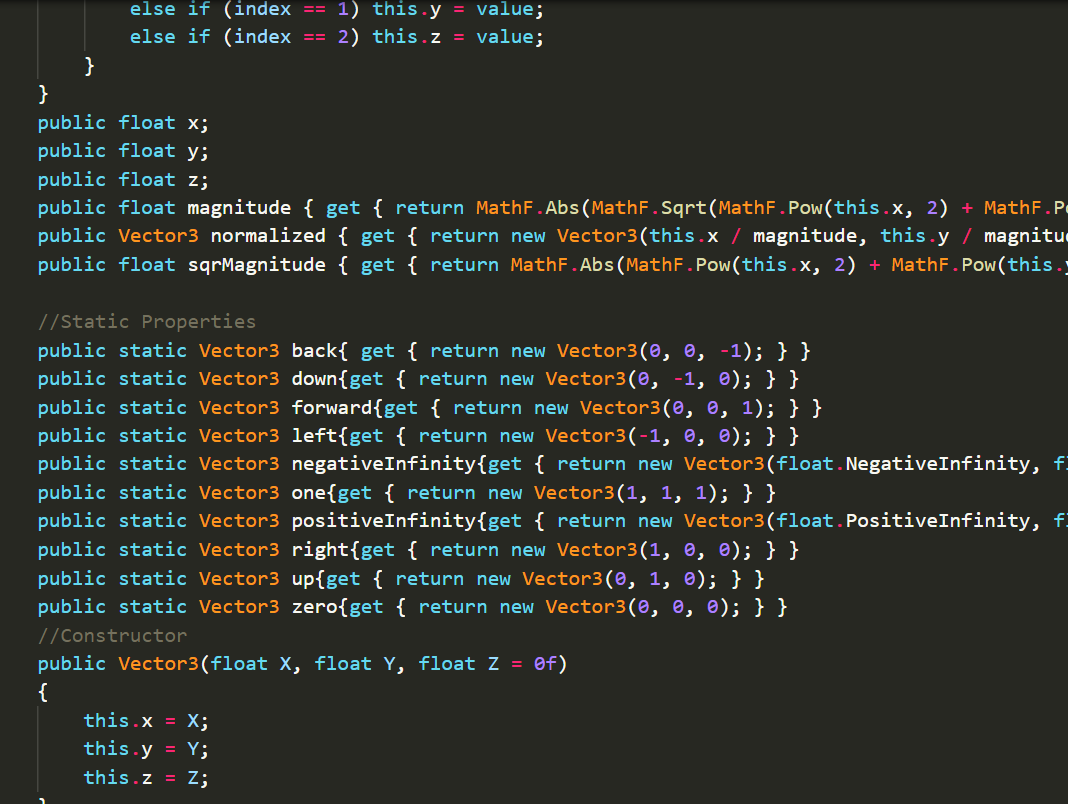 else if (index == 1) this.y = value;
else if (index == 2) this.z = value;
}
}
public float x;
public float y;
public float z;
public float magnitude { get { return MathF.Abs(MathF.Sqrt(MathF.Pow(this.x, 2) + MathF.Po
public Vector3 normalized { get { return new Vector3(this.x / magnitude, this.y / magnitud
public float sqrMagnitude { get { return MathF.Abs(MathF.Pow(this.x, 2) + MathF.Pow(this.y
//Static Properties
public static Vector3 back{ get { return new Vector3(0, 0, -1); } }
public static Vector3 down{get { return new Vector3(0, -1, 0); } }
public static Vector3 forward{get { return new Vector3(0, 0, 1); } }
public static Vector3 left{get { return new Vector3(-1, 0, 0); } }
public static Vector3 negativeInfinity{get { return new Vector3(float.NegativeInfinity, fl
public static Vector3 one{get { return new Vector3(1, 1, 1); } }
public static Vector3 positiveInfinity{get { return new Vector3(float.PositiveInfinity, fl
public static Vector3 right{get { return new Vector3(1, 0, 0); } }
public static Vector3 up{get { return new Vector3(0, 1, 0); } }
public static Vector3 zero{get { return new Vector3(0, 0, 0); } }
//Constructor
public Vector3(float X, float Y, float Z = 0f)
{
this.x = X;
this.y = Y;
this.z = Z;
}